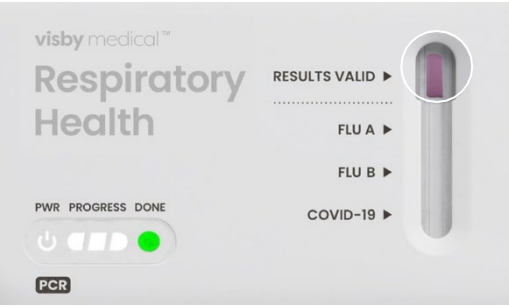 visby medical™
Respiratory
Health
RESULTS VALID ▶
FLU A ▶
FLU B ▶
COVID-19 ▶
PWR PROGRESS DONE
PCR